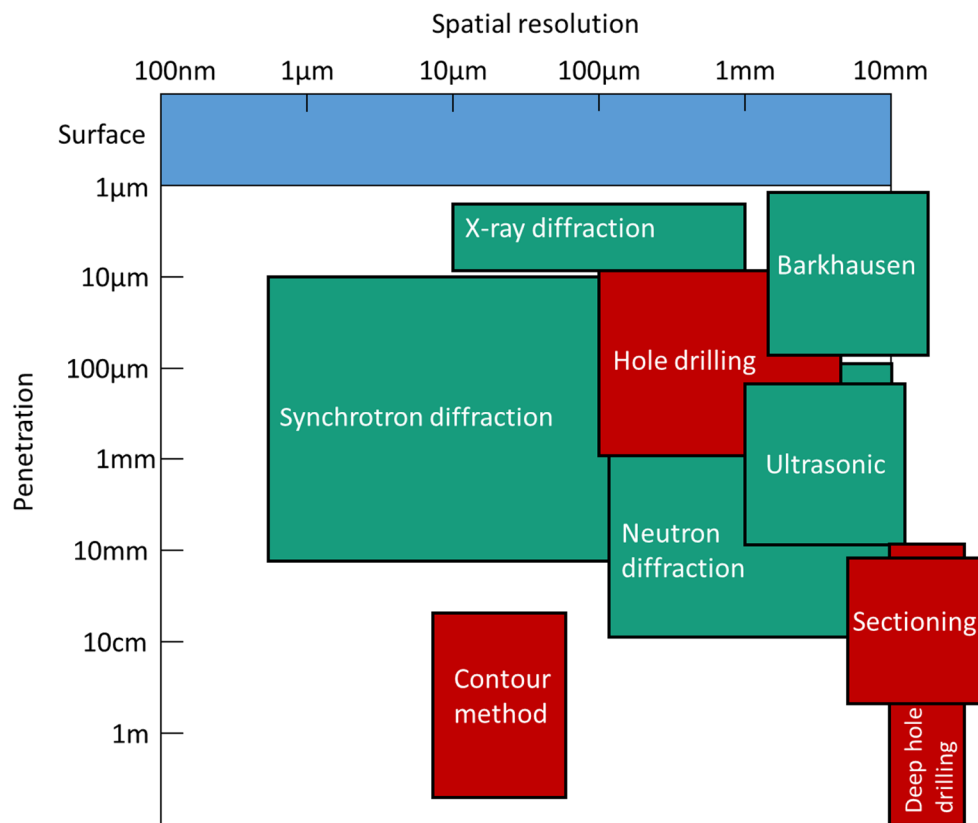 Spatial resolution
100nm 1µm 10µm 100µm 1mm 10mm
Surface
1µm
X-ray diffraction
Barkhausen
10µm
Hole drilling
100µm
Synchrotron diffraction
1mm
Ultrasonic
Penetration
Neutron
diffraction
10mm
Sectioning
10cm
Contour
method
1m
Deep hole
drilling